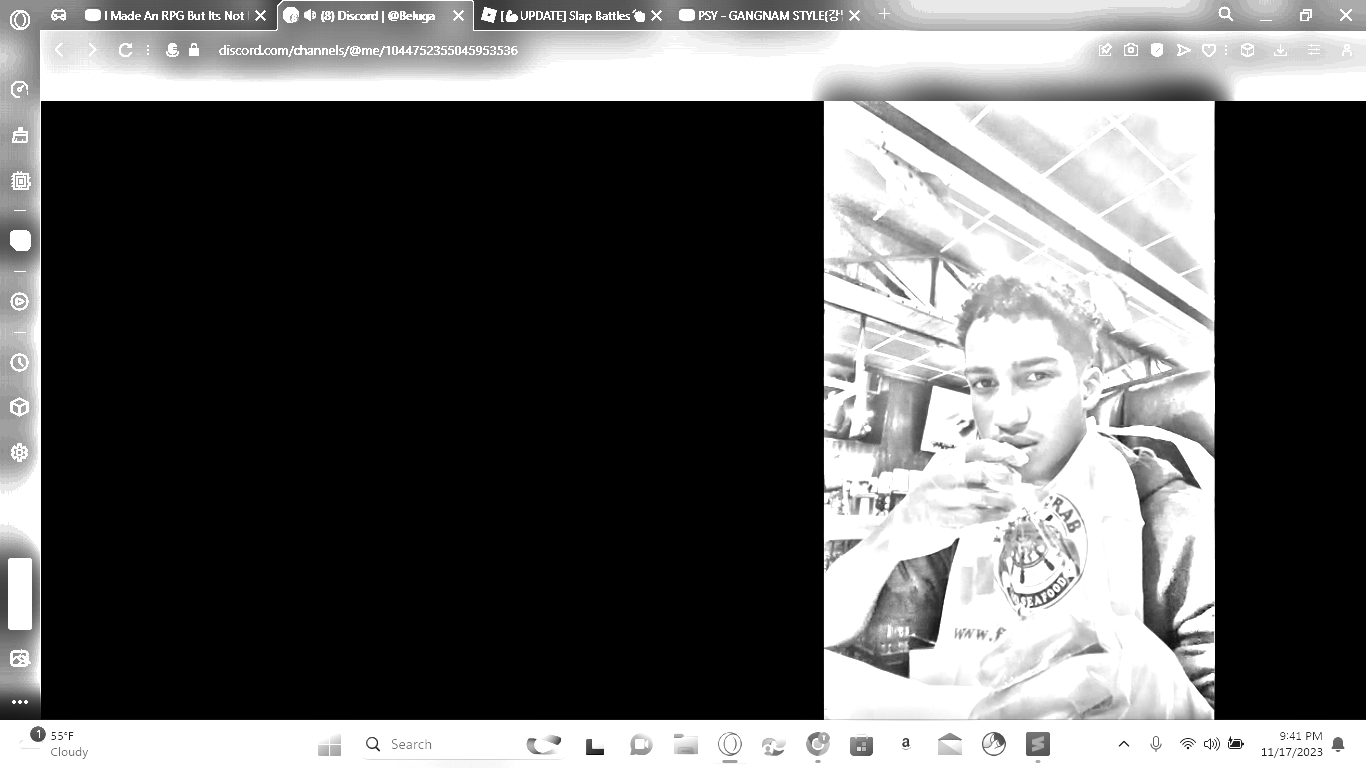 I Made An RPG But Its Not
(8) Discord | @Beluga
[UPDATE] Slap Battles
PSY - GANGNAM STYLE(강
discord.com/channels/@me/1044752355045953536
RAB
SEAFOOD
www.f
1
55°F
Cloudy
Search
a
9:41 PM
11/17/2023